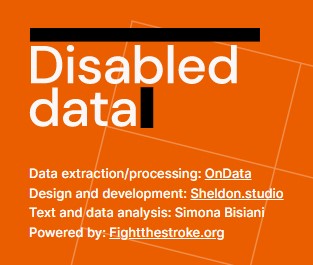 Disabled
data
Data extraction/processing: OnData
Design and development: Sheldon.studio
Text and data analysis: Simona Bisiani
Powered by: Fightthestroke.org